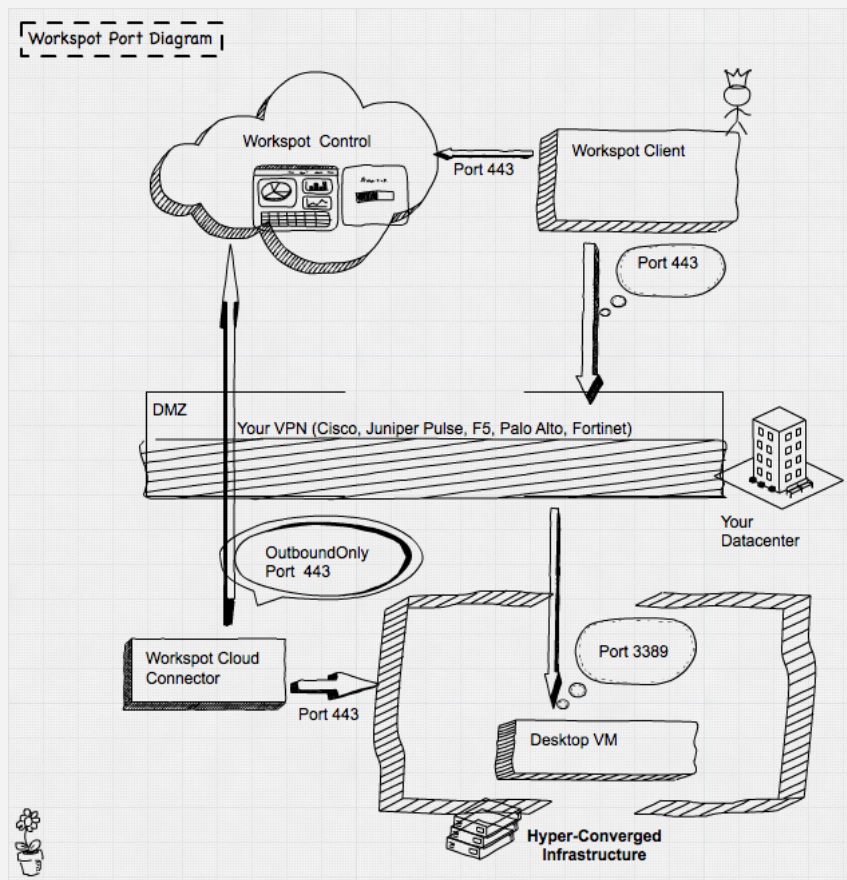 Workspot Port Diagram
Workspot Control
Workspot Client
Port 443
Port 443
DMZ
Your VPN (Cisco, Juniper Pulse, F5, Palo Alto, Fortinet)
Your
Datacenter
OutboundOnly
Port 443
Workspot Cloud
Connector
Port 443
Port 3389
Desktop VM
Hyper-Converged
Infrastructure